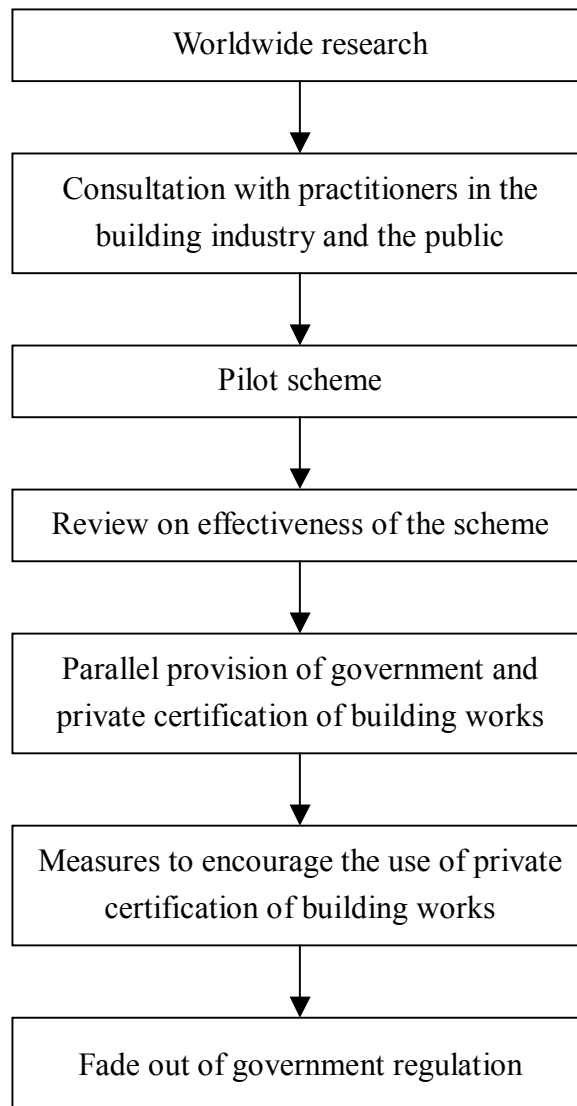 Worldwide research
Consultation with practitioners in the
building industry and the public
Pilot scheme
Review on effectiveness of the scheme
Parallel provision of government and
private certification of building works
Measures to encourage the use of private
certification of building works
Fade out of government regulation